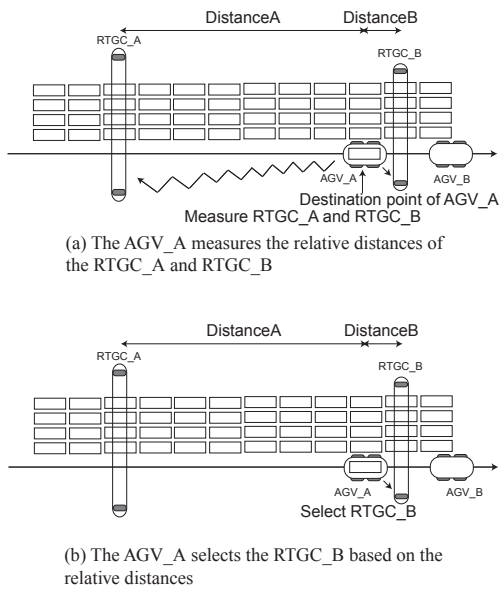 DistanceA DistanceB
RTGC_A
RTGC_B
AGV_A
AGV_B
Destination point of AGV_A
Measure RTGC_A and RTGC_B
(a) The AGV_A measures the relative distances of
the RTGC_A and RTGC_B
DistanceA DistanceB
RTGC_A
RTGC_B
AGV_A
AGV_B
Select RTGC_B
(b) The AGV_A selects the RTGC_B based on the
relative distances